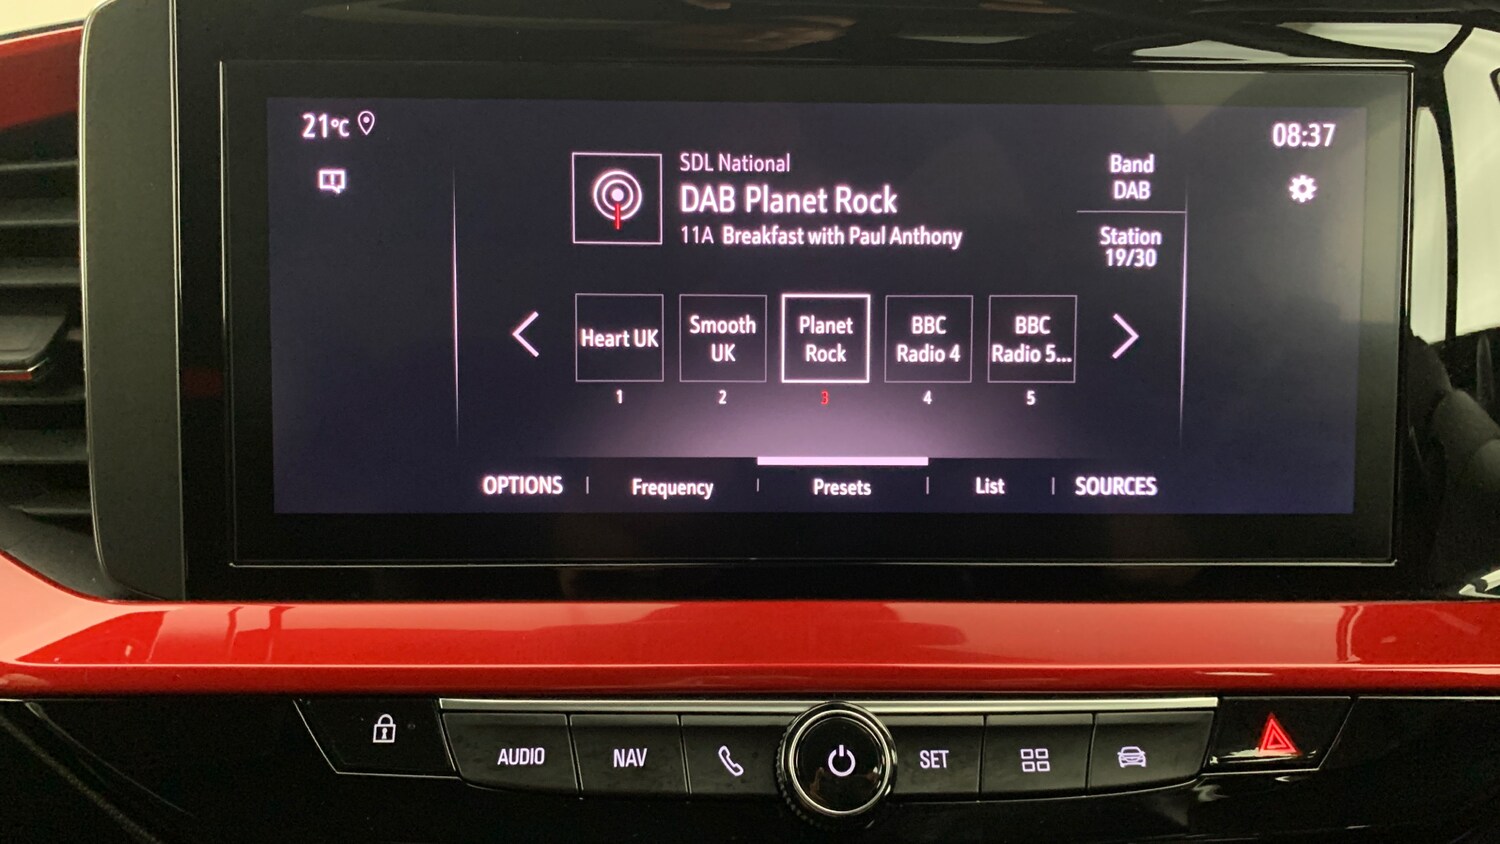 21°C
08:37
SDL National
DAB Planet Rock
11A Breakfast with Paul Anthony
Band
DAB
Station
19/30
Heart UK
Smooth
UK
Planet
Rock
BBC
Radio 4
BBC
Radio 5...
1
2
3
4
5
OPTIONS
Frequency
Presets
List
SOURCES
AUDIO
NAV
SET